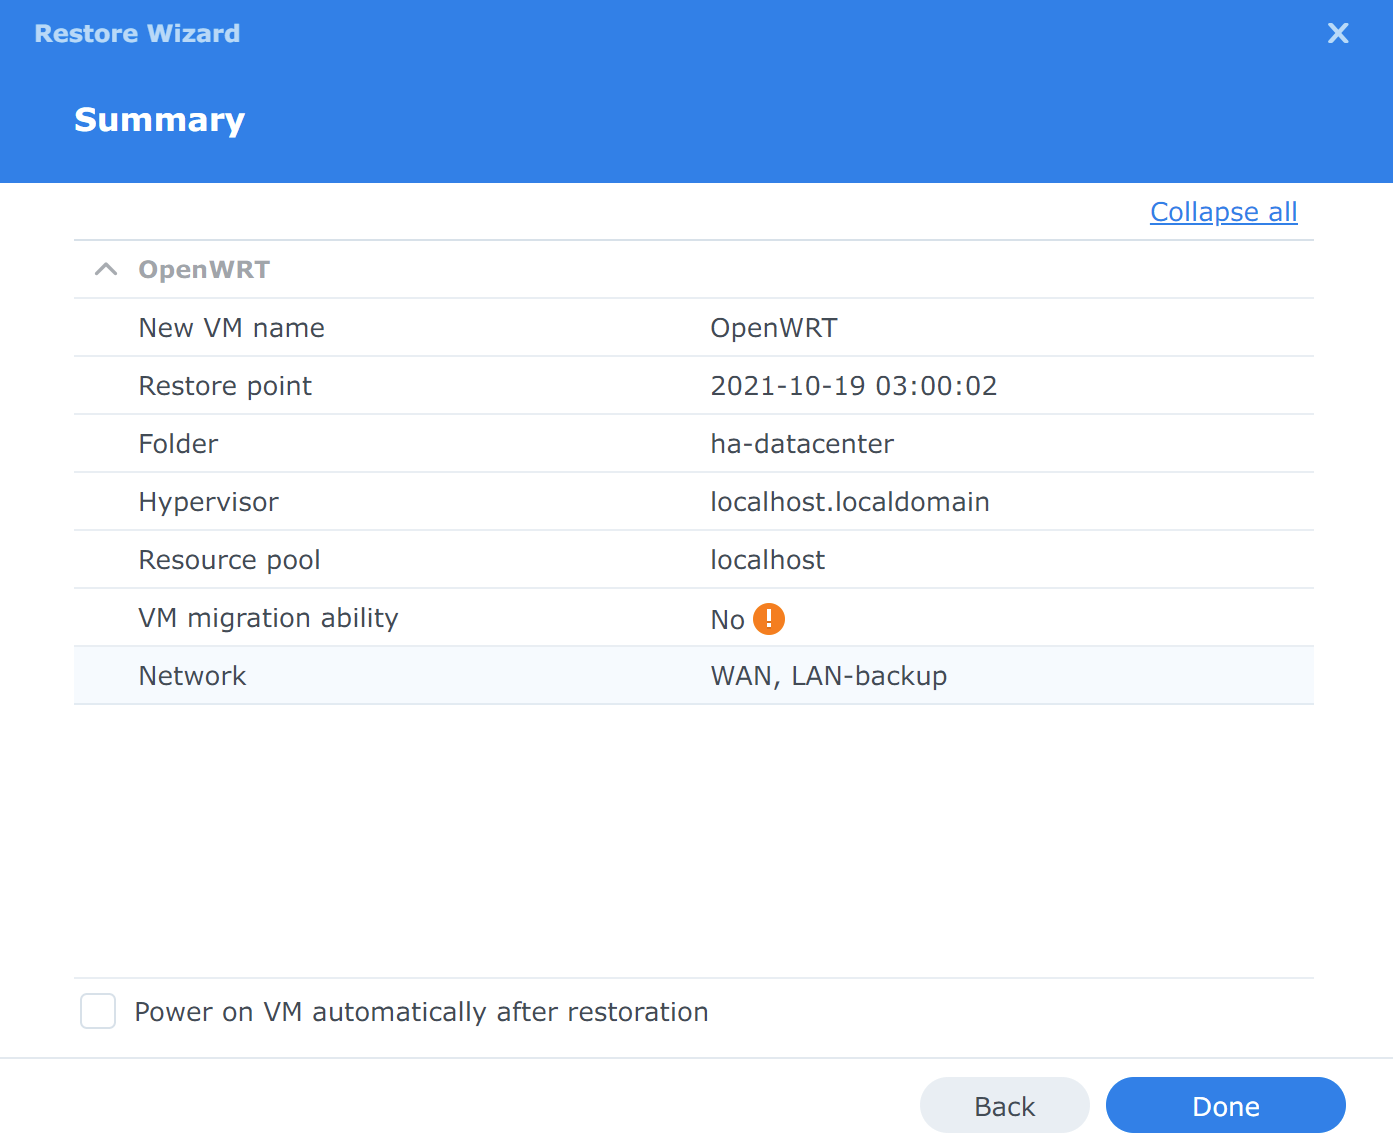 Restore Wizard
Summary
Collapse all
OpenWRT
New VM name OpenWRT
Restore point 2021-10-19 03:00:02
Folder ha-datacenter
Hypervisor localhost.localdomain
Resource pool localhost
VM migration ability No !
Network WAN, LAN-backup
Power on VM automatically after restoration
Back Done